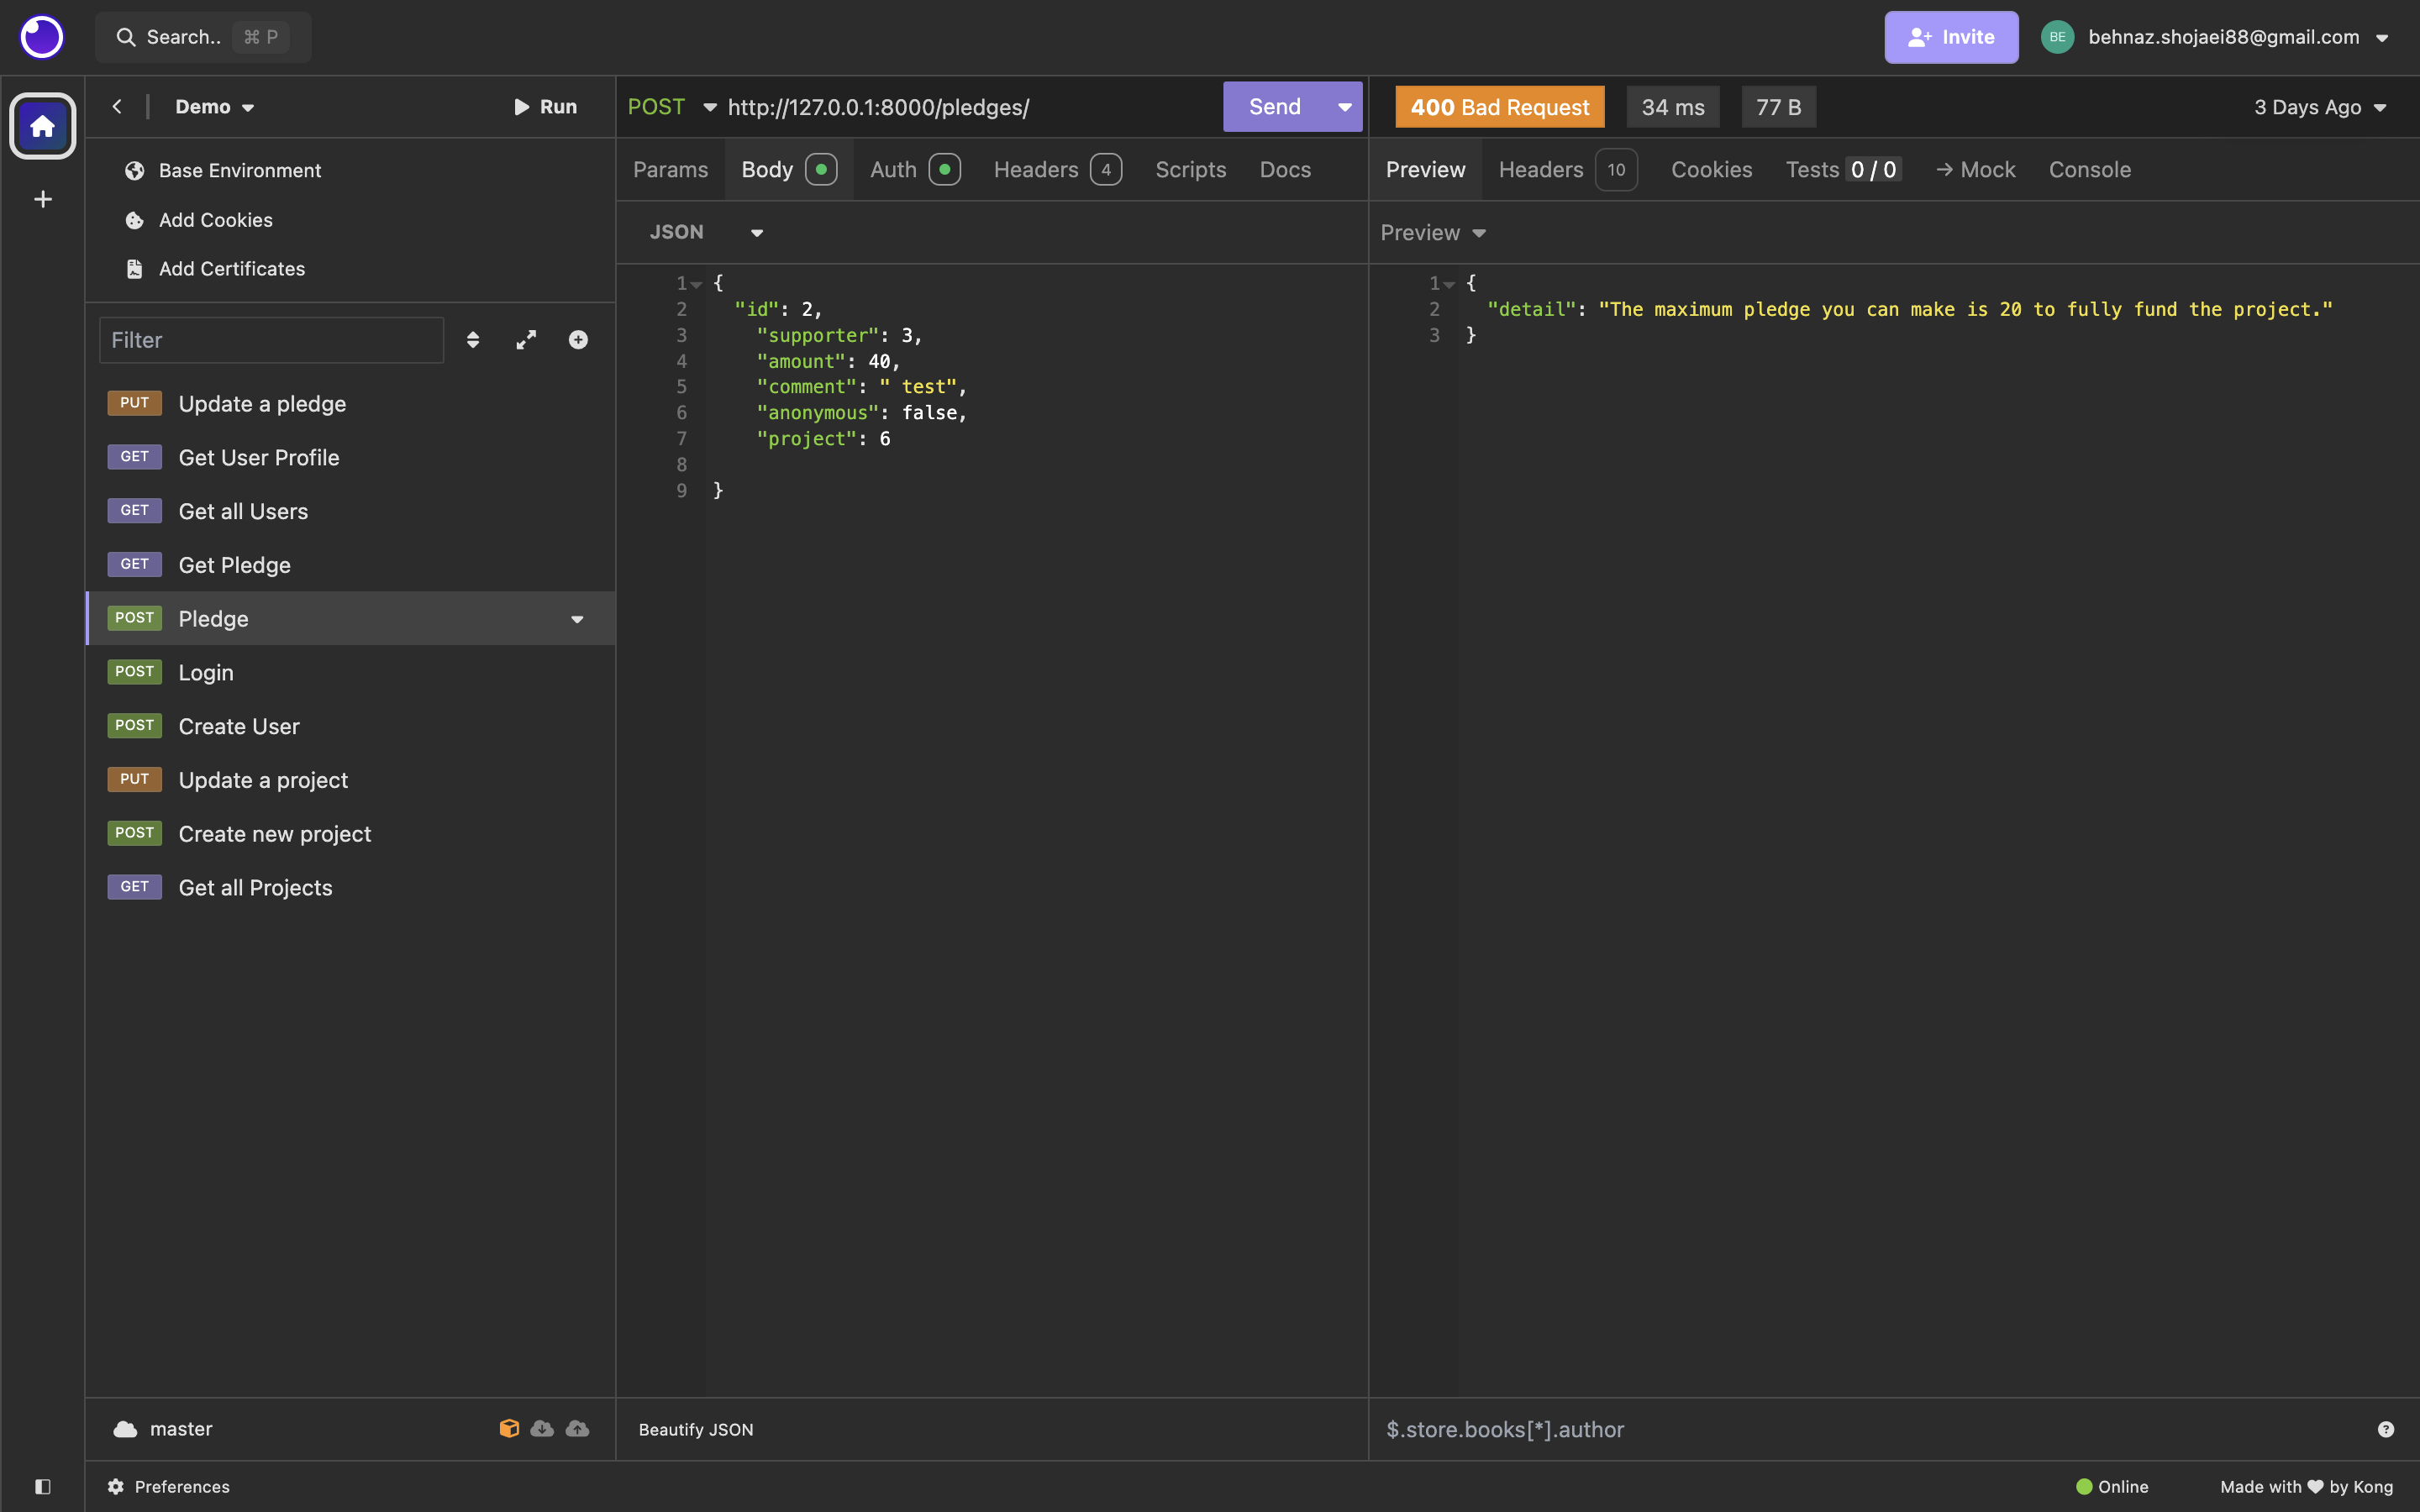 Search.. ⌘ P
Invite
BE behnaz.shojaei88@gmail.com
Demo
Run
Base Environment
Add Cookies
Add Certificates
Filter
PUT Update a pledge
GET Get User Profile
GET Get all Users
GET Get Pledge
POST Pledge
POST Login
POST Create User
PUT Update a project
POST Create new project
GET Get all Projects
master
Preferences
POST http://127.0.0.1:8000/pledges/ Send
Params Body Auth Headers 4 Scripts Docs
JSON
1 {
2 "id": 2,
3 "supporter": 3,
4 "amount": 40,
5 "comment": " test",
6 "anonymous": false,
7 "project": 6
8
9 }
Beautify JSON
400 Bad Request 34 ms 77 B 3 Days Ago
Preview Headers 10 Cookies Tests 0 / 0 → Mock Console
Preview
1 {
2 "detail": "The maximum pledge you can make is 20 to fully fund the project."
3 }
$.store.books[*].author
Online Made with ♥ by Kong